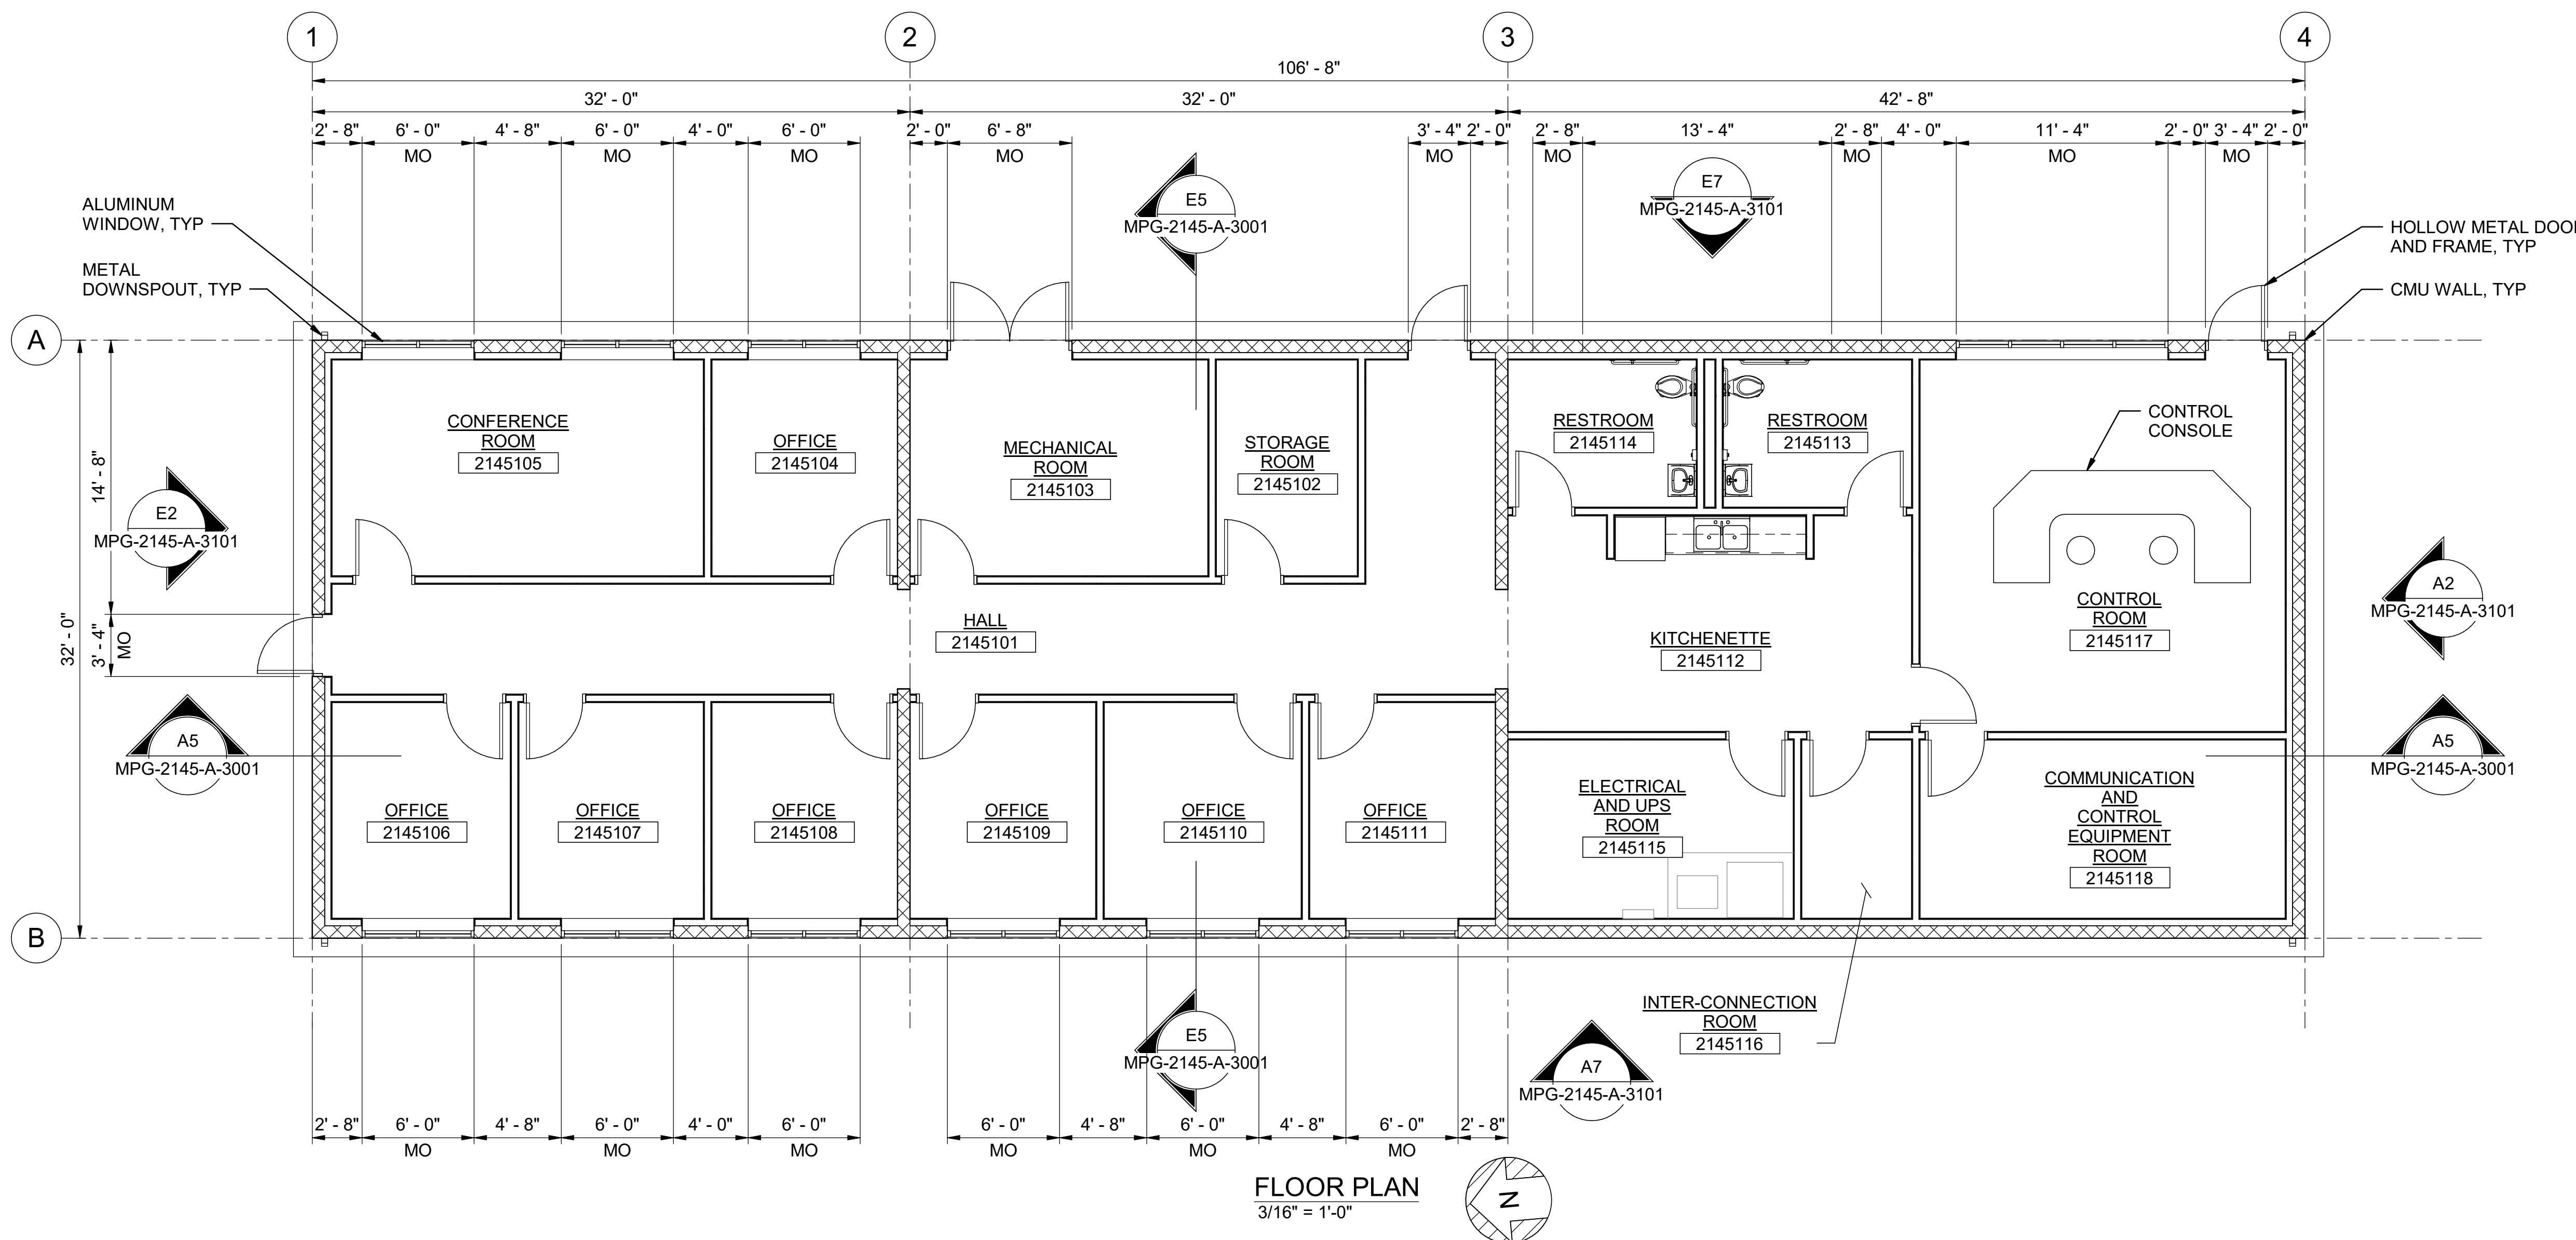 1 2 3 4
106' - 8"
32' - 0" 32' - 0" 42' - 8"
2' - 8" 6' - 0" 4' - 8" 6' - 0" 4' - 0" 6' - 0" 2' - 0" 6' - 8" 3' - 4" 2' - 0" 2' - 8" 13' - 4" 2' - 8" 4' - 0" 11' - 4" 2' - 0" 3' - 4" 2' - 0"
MO MO MO MO MO MO MO MO MO
ALUMINUM
WINDOW, TYP
METAL
DOWNSPOUT, TYP
E5
MPG-2145-A-3001
E7
MPG-2145-A-3101
HOLLOW METAL DOO
AND FRAME, TYP
CMU WALL, TYP
A
B
32' - 0"
14' - 8"
3' - 4"
MO
E2
MPG-2145-A-3101
A5
MPG-2145-A-3001
CONFERENCE
ROOM
2145105
OFFICE
2145104
MECHANICAL
ROOM
2145103
STORAGE
ROOM
2145102
RESTROOM
2145114
RESTROOM
2145113
CONTROL
CONSOLE
CONTROL
ROOM
2145117
HALL
2145101
KITCHENETTE
2145112
A2
MPG-2145-A-3101
A5
MPG-2145-A-3001
OFFICE
2145106
OFFICE
2145107
OFFICE
2145108
OFFICE
2145109
OFFICE
2145110
OFFICE
2145111
ELECTRICAL
AND UPS
ROOM
2145115
COMMUNICATION
AND
CONTROL
EQUIPMENT
ROOM
2145118
INTER-CONNECTION
ROOM
2145116
E5
MPG-2145-A-3001
A7
MPG-2145-A-3101
2' - 8" 6' - 0" 4' - 8" 6' - 0" 4' - 0" 6' - 0" 6' - 0" 4' - 8" 6' - 0" 4' - 8" 6' - 0" 2' - 8"
MO MO MO MO MO MO
FLOOR PLAN
3/16" = 1'-0"
N